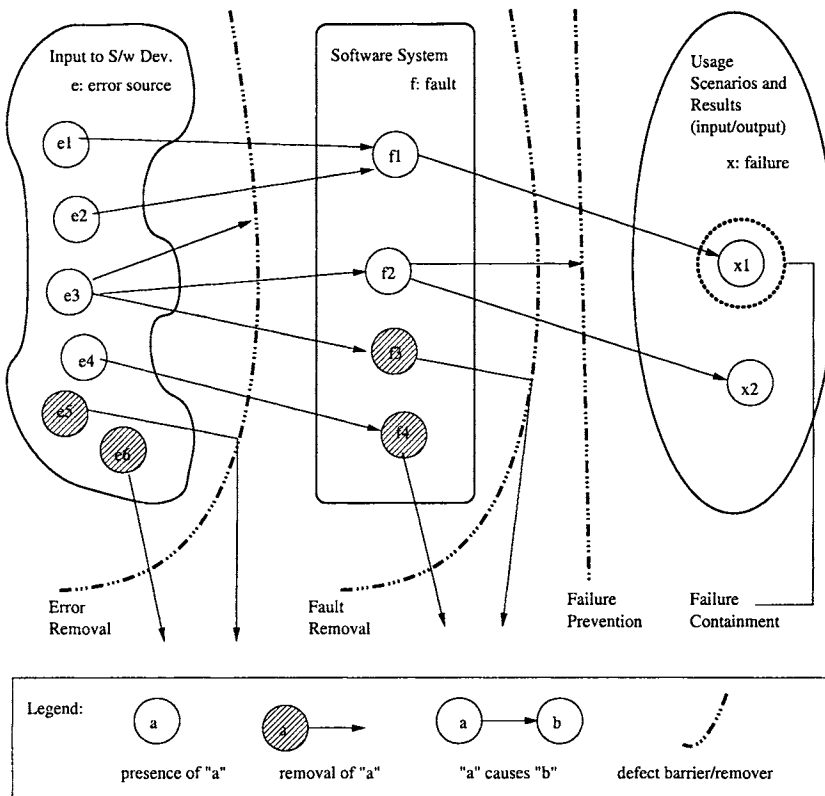 Input to S/w Dev.
e: error source
Software System
f: fault
Usage
Scenarios and
Results
(input/output)
x: failure
e1
e2
e3
e4
e5
e6
f1
f2
f3
f4
x1
x2
Error
Removal
Fault
Removal
Failure
Prevention
Failure
Containment
Legend:
a
a
a
b
presence of "a"
removal of "a"
"a" causes "b"
defect barrier/remover